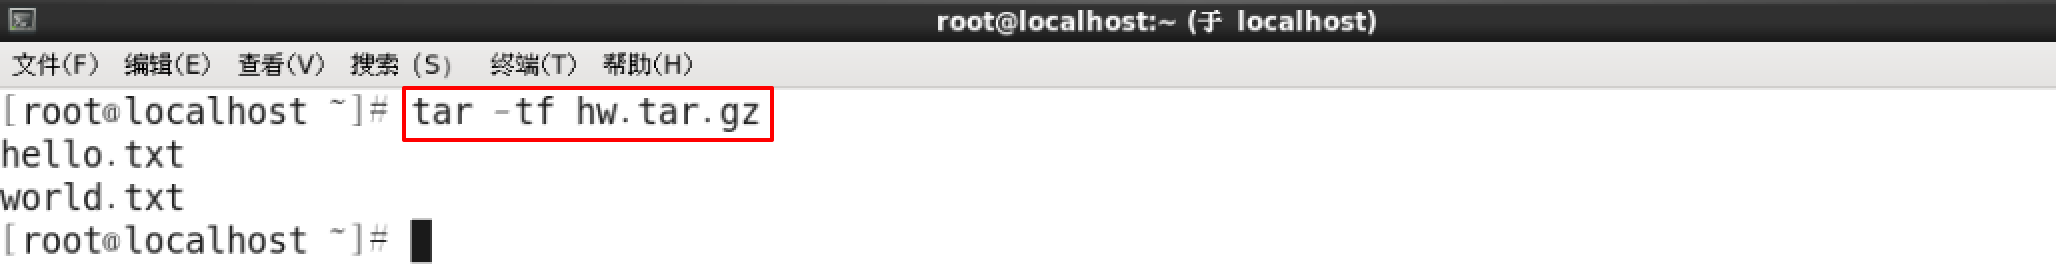 root@localhost:~ (于 localhost)
文件(F) 编辑(E) 查看(V) 搜索 (S) 终端(T) 帮助(H)
[root@localhost ~]# tar -tf hw.tar.gz
hello.txt
world.txt
[root@localhost ~]#